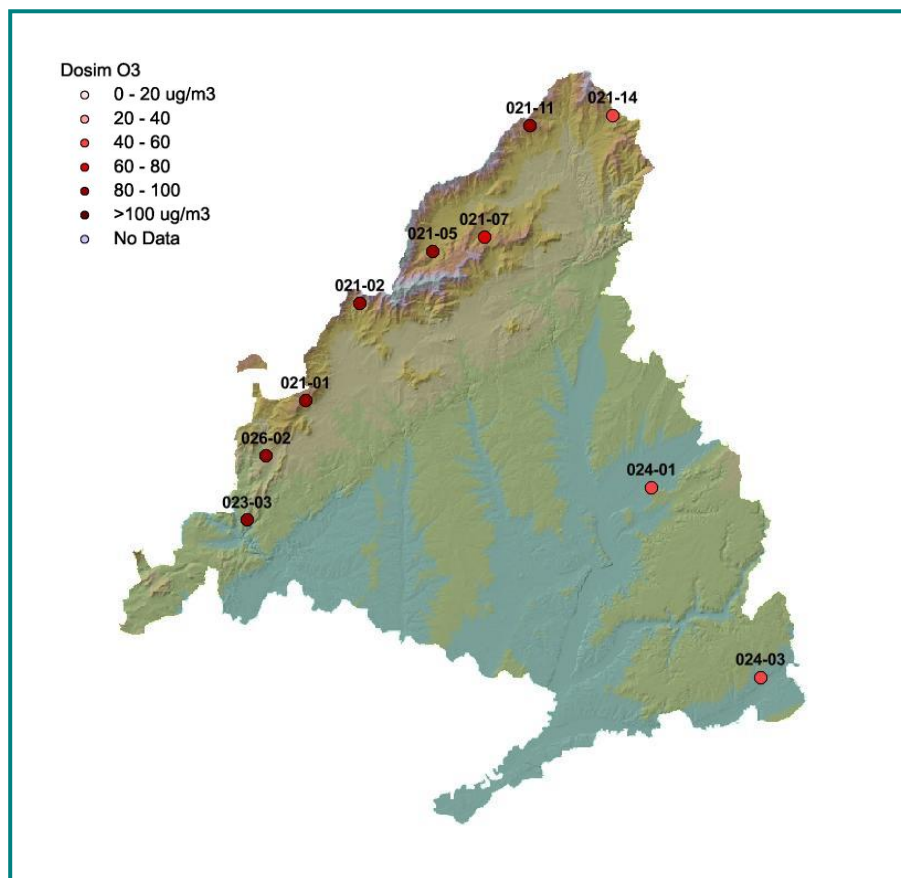 Dosim O3
0 - 20 ug/m3
20 - 40
40 - 60
60 - 80
80 - 100
>100 ug/m3
No Data
021-14
021-11
021-07
021-05
021-02
021-01
026-02
024-01
023-03
024-03